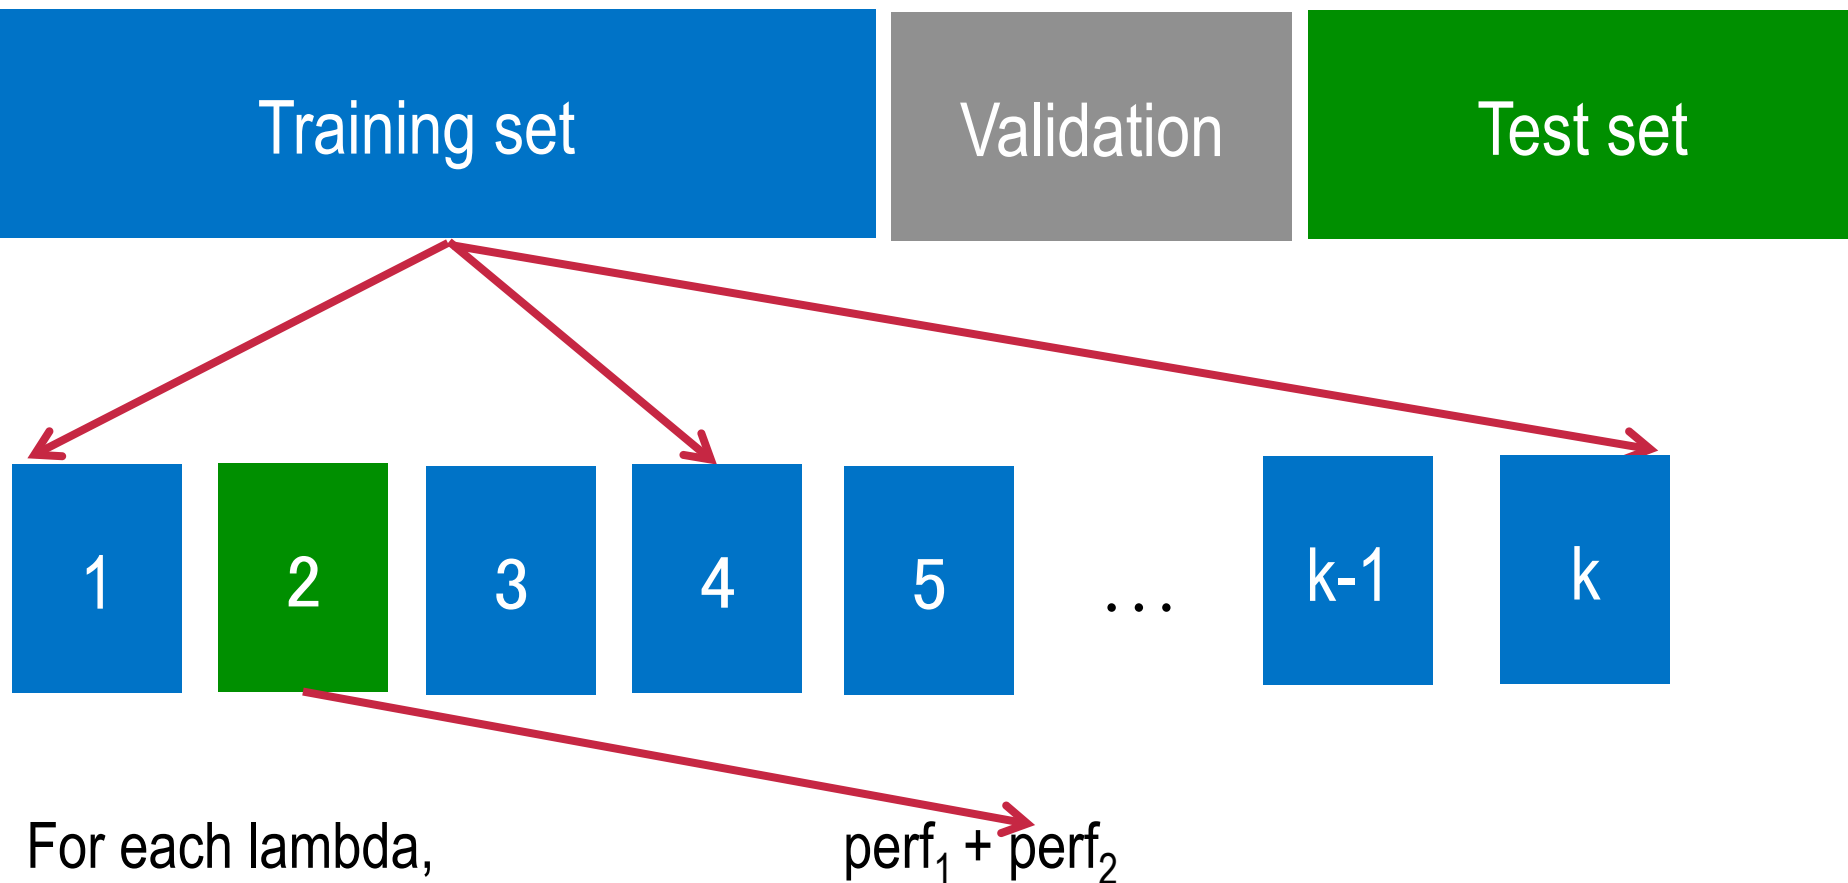 Training set Validation Test set
1 2 3 4 5 … k-1 k
For each lambda, perf₁ + perf₂